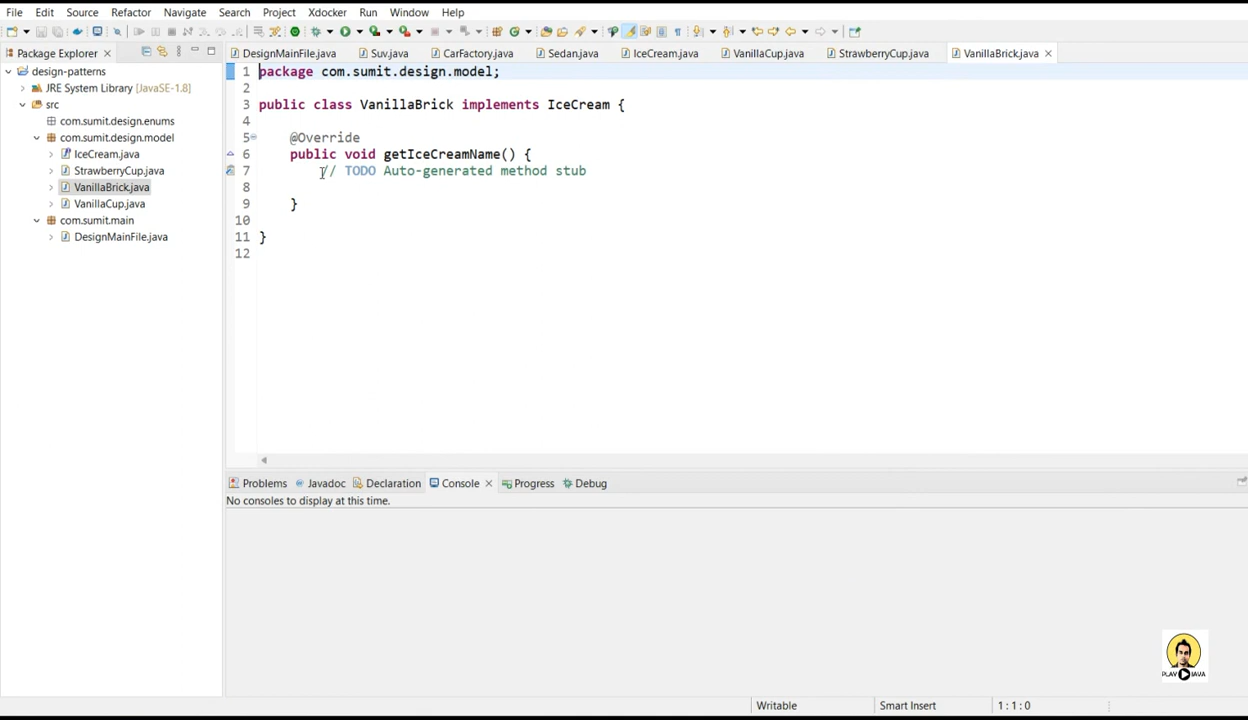 File Edit Source Refactor Navigate Search Project Xdocker Run Window Help
Package Explorer
DesignMainFile.java Suv.java CarFactory.java Sedan.java IceCream.java VanillaCup.java StrawberryCup.java VanillaBrick.java
design-patterns
JRE System Library [JavaSE-1.8]
src
com.sumit.design.enums
com.sumit.design.model
IceCream.java
StrawberryCup.java
VanillaBrick.java
VanillaCup.java
com.sumit.main
DesignMainFile.java
1 package com.sumit.design.model;
2
3 public class VanillaBrick implements IceCream {
4
5 @Override
6 public void getIceCreamName() {
7 // TODO Auto-generated method stub
8
9 }
10
11 }
12
Problems Javadoc Declaration Console Progress Debug
No consoles to display at this time.
PLAY JAVA
Writable Smart Insert 1 : 1 : 0